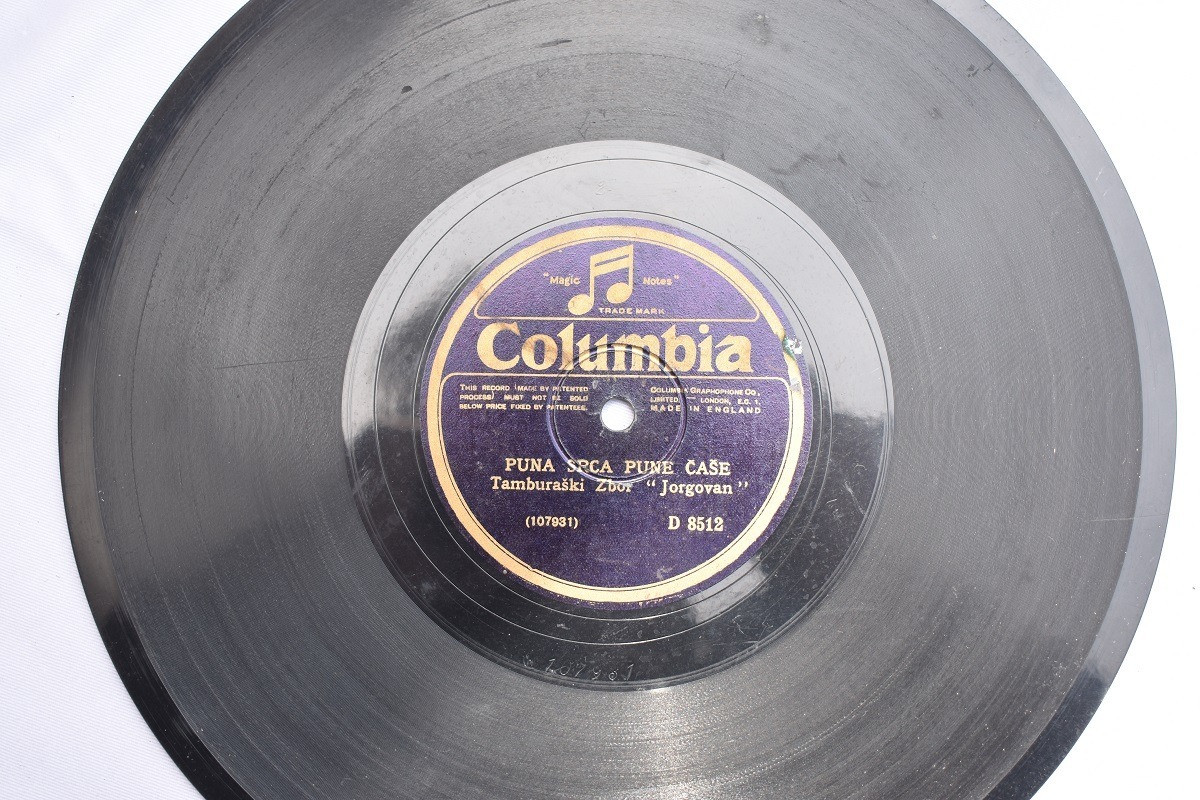 "Magic Notes"
TRADE MARK
Columbia
THIS RECORD (MADE BY PATENTED
PROCESS) MUST NOT BE SOLD
BELOW PRICE FIXED BY PATENTEES.
COLUMBIA GRAPHOPHONE CO.,
LIMITED. — LONDON, E.C. 1.
MADE IN ENGLAND
PUNA SRCA PUNE ČAŠE
Tamburaški Zbor "Jorgovan"
(107931) D 8512
107931